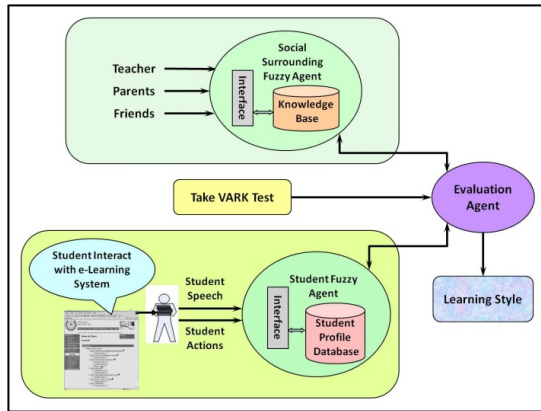 Social
Surrounding
Fuzzy Agent
Teacher
Parents
Friends
Interface
Knowledge
Base
Take VARK Test
Evaluation
Agent
Student Interact
with e-Learning
System
Student
Speech
Student
Actions
Student Fuzzy
Agent
Interface
Student
Profile
Database
Learning Style